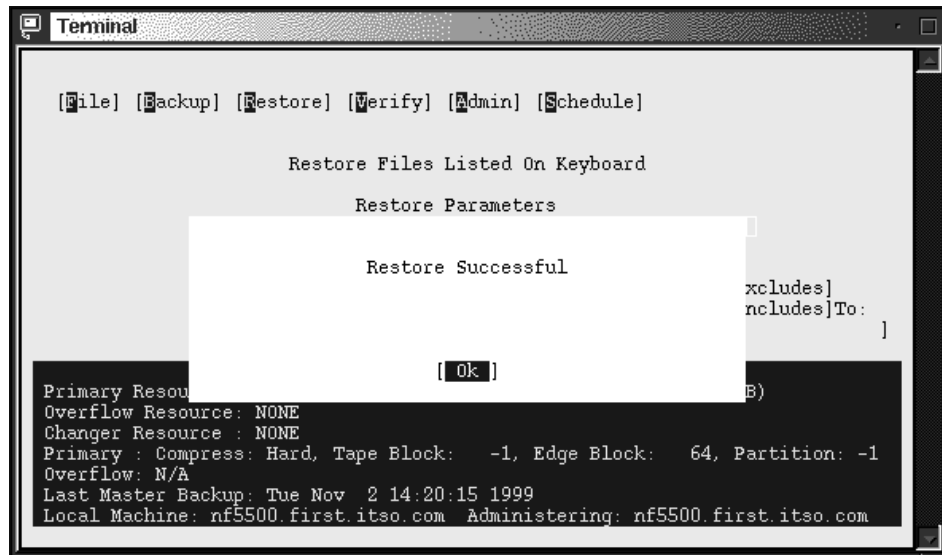 Terminal
[File] [Backup] [Restore] [Verify] [Admin] [Schedule]
Restore Files Listed On Keyboard
Restore Parameters
Restore Successful
xcludes]
ncludes]To:
]
[ Ok ]
Primary Resou
B)
Overflow Resource: NONE
Changer Resource : NONE
Primary : Compress: Hard, Tape Block:   -1, Edge Block:   64, Partition: -1
Overflow: N/A
Last Master Backup: Tue Nov  2 14:20:15 1999
Local Machine: nf5500.first.itso.com  Administering: nf5500.first.itso.com